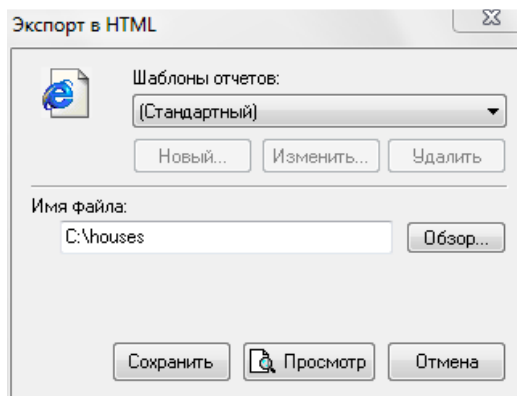 Экспорт в HTML
Шаблоны отчетов:
(Стандартный)
Новый... Изменить... Удалить
Имя файла:
C:\houses Обзор...
Сохранить Просмотр Отмена